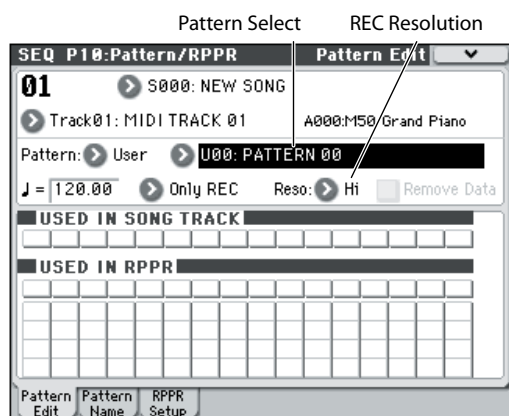 Pattern Select REC Resolution
SEQ P10:Pattern/RPPR Pattern Edit
01 S000: NEW SONG
Track01: MIDI TRACK 01 A000:M50 Grand Piano
Pattern: User U00: PATTERN 00
♩ = 120.00 Only REC Reso: Hi Remove Data
USED IN SONG TRACK
USED IN RPPR
Pattern Edit Pattern Name RPPR Setup